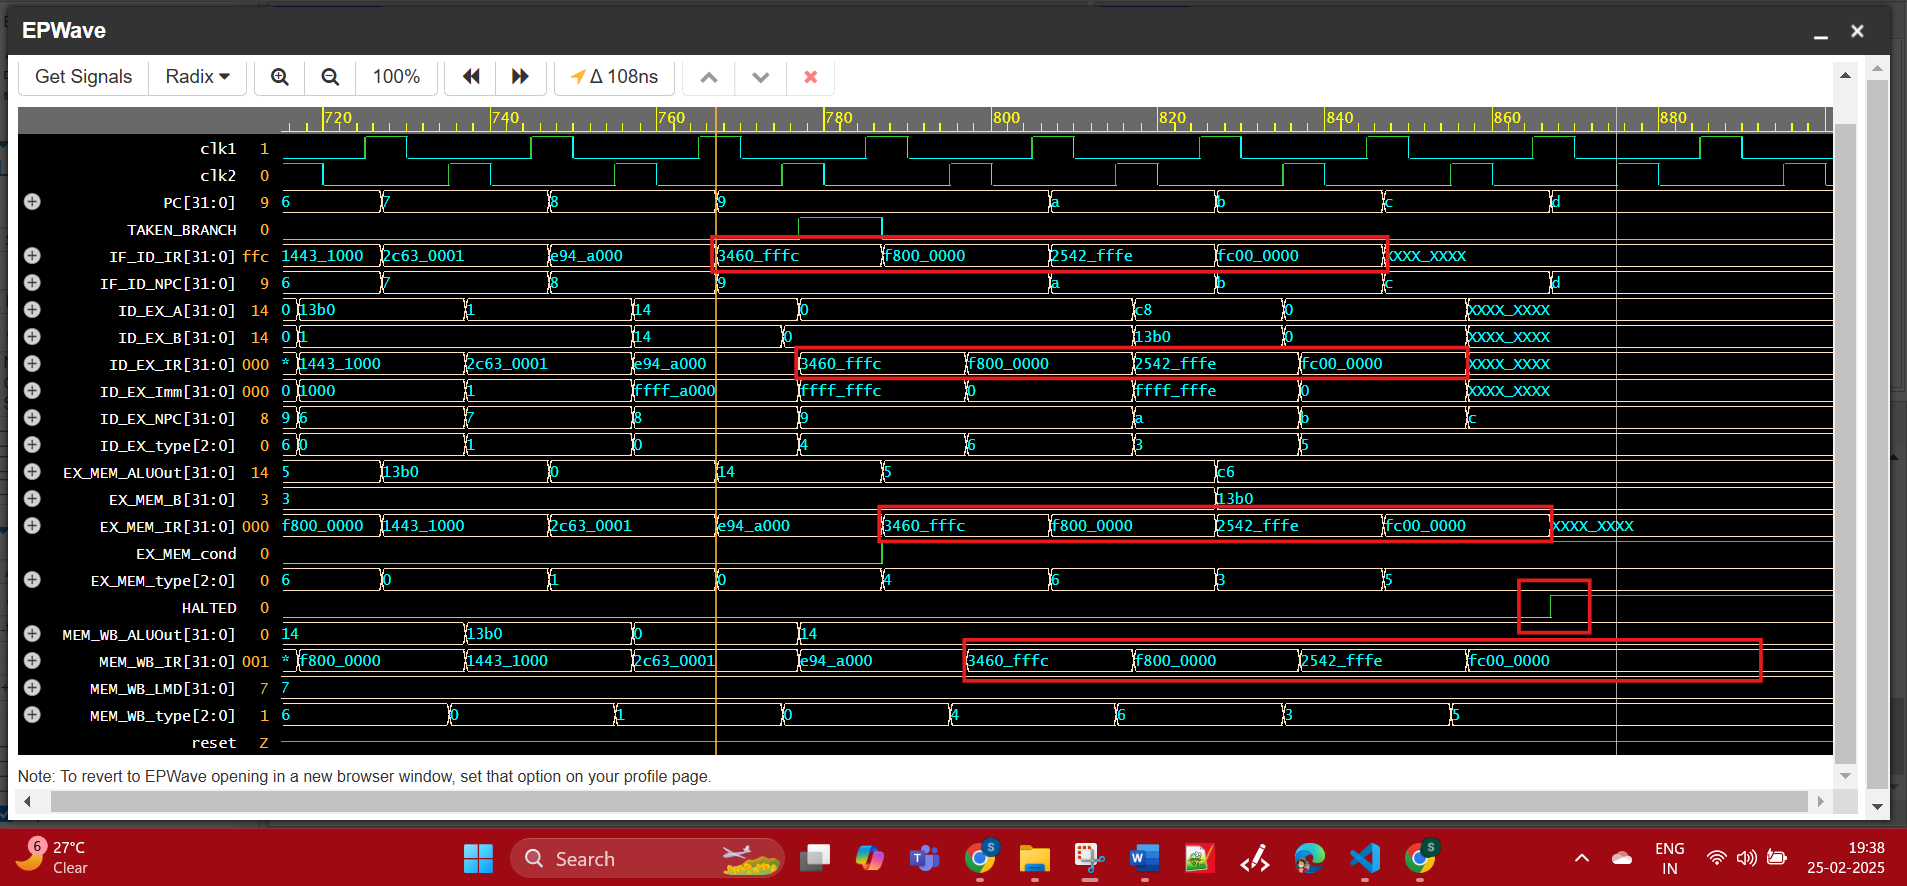 EPWave
Get Signals Radix 100% Δ 108ns
720 740 760 780 800 820 840 860 880
clk1 1
clk2 0
PC[31:0] 9 6 7 8 9 a b c d
TAKEN_BRANCH 0
IF_ID_IR[31:0] ffc 1443_1000 2c63_0001 e94_a000 3460_fffc f800_0000 2542_fffe fc00_0000 XXXX_XXXX
IF_ID_NPC[31:0] 9 6 7 8 9 a b c d
ID_EX_A[31:0] 14 0 13b0 1 14 0 c8 0 XXXX_XXXX
ID_EX_B[31:0] 14 0 1 14 0 13b0 0 XXXX_XXXX
ID_EX_IR[31:0] 000 * 1443_1000 2c63_0001 e94_a000 3460_fffc f800_0000 2542_fffe fc00_0000 XXXX_XXXX
ID_EX_Imm[31:0] 000 0 1000 1 ffff_a000 ffff_fffc 0 ffff_fffe 0 XXXX_XXXX
ID_EX_NPC[31:0] 8 9 6 7 8 9 a b c
ID_EX_type[2:0] 0 6 0 1 0 4 6 3 5
EX_MEM_ALUOut[31:0] 14 5 13b0 0 14 5 c6
EX_MEM_B[31:0] 3 3 13b0
EX_MEM_IR[31:0] 000 f800_0000 1443_1000 2c63_0001 e94_a000 3460_fffc f800_0000 2542_fffe fc00_0000 XXXX_XXXX
EX_MEM_cond 0
EX_MEM_type[2:0] 0 6 0 1 0 4 6 3 5
HALTED 0
MEM_WB_ALUOut[31:0] 0 14 13b0 0 14
MEM_WB_IR[31:0] 001 * f800_0000 1443_1000 2c63_0001 e94_a000 3460_fffc f800_0000 2542_fffe fc00_0000
MEM_WB_LMD[31:0] 7 7
MEM_WB_type[2:0] 1 6 0 1 0 4 6 3 5
reset Z
Note: To revert to EPWave opening in a new browser window, set that option on your profile page.
6 27°C
Clear
Search
S
S
ENG
IN
19:38
25-02-2025